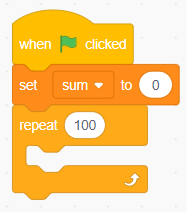 when clicked
set sum to 0
repeat 100